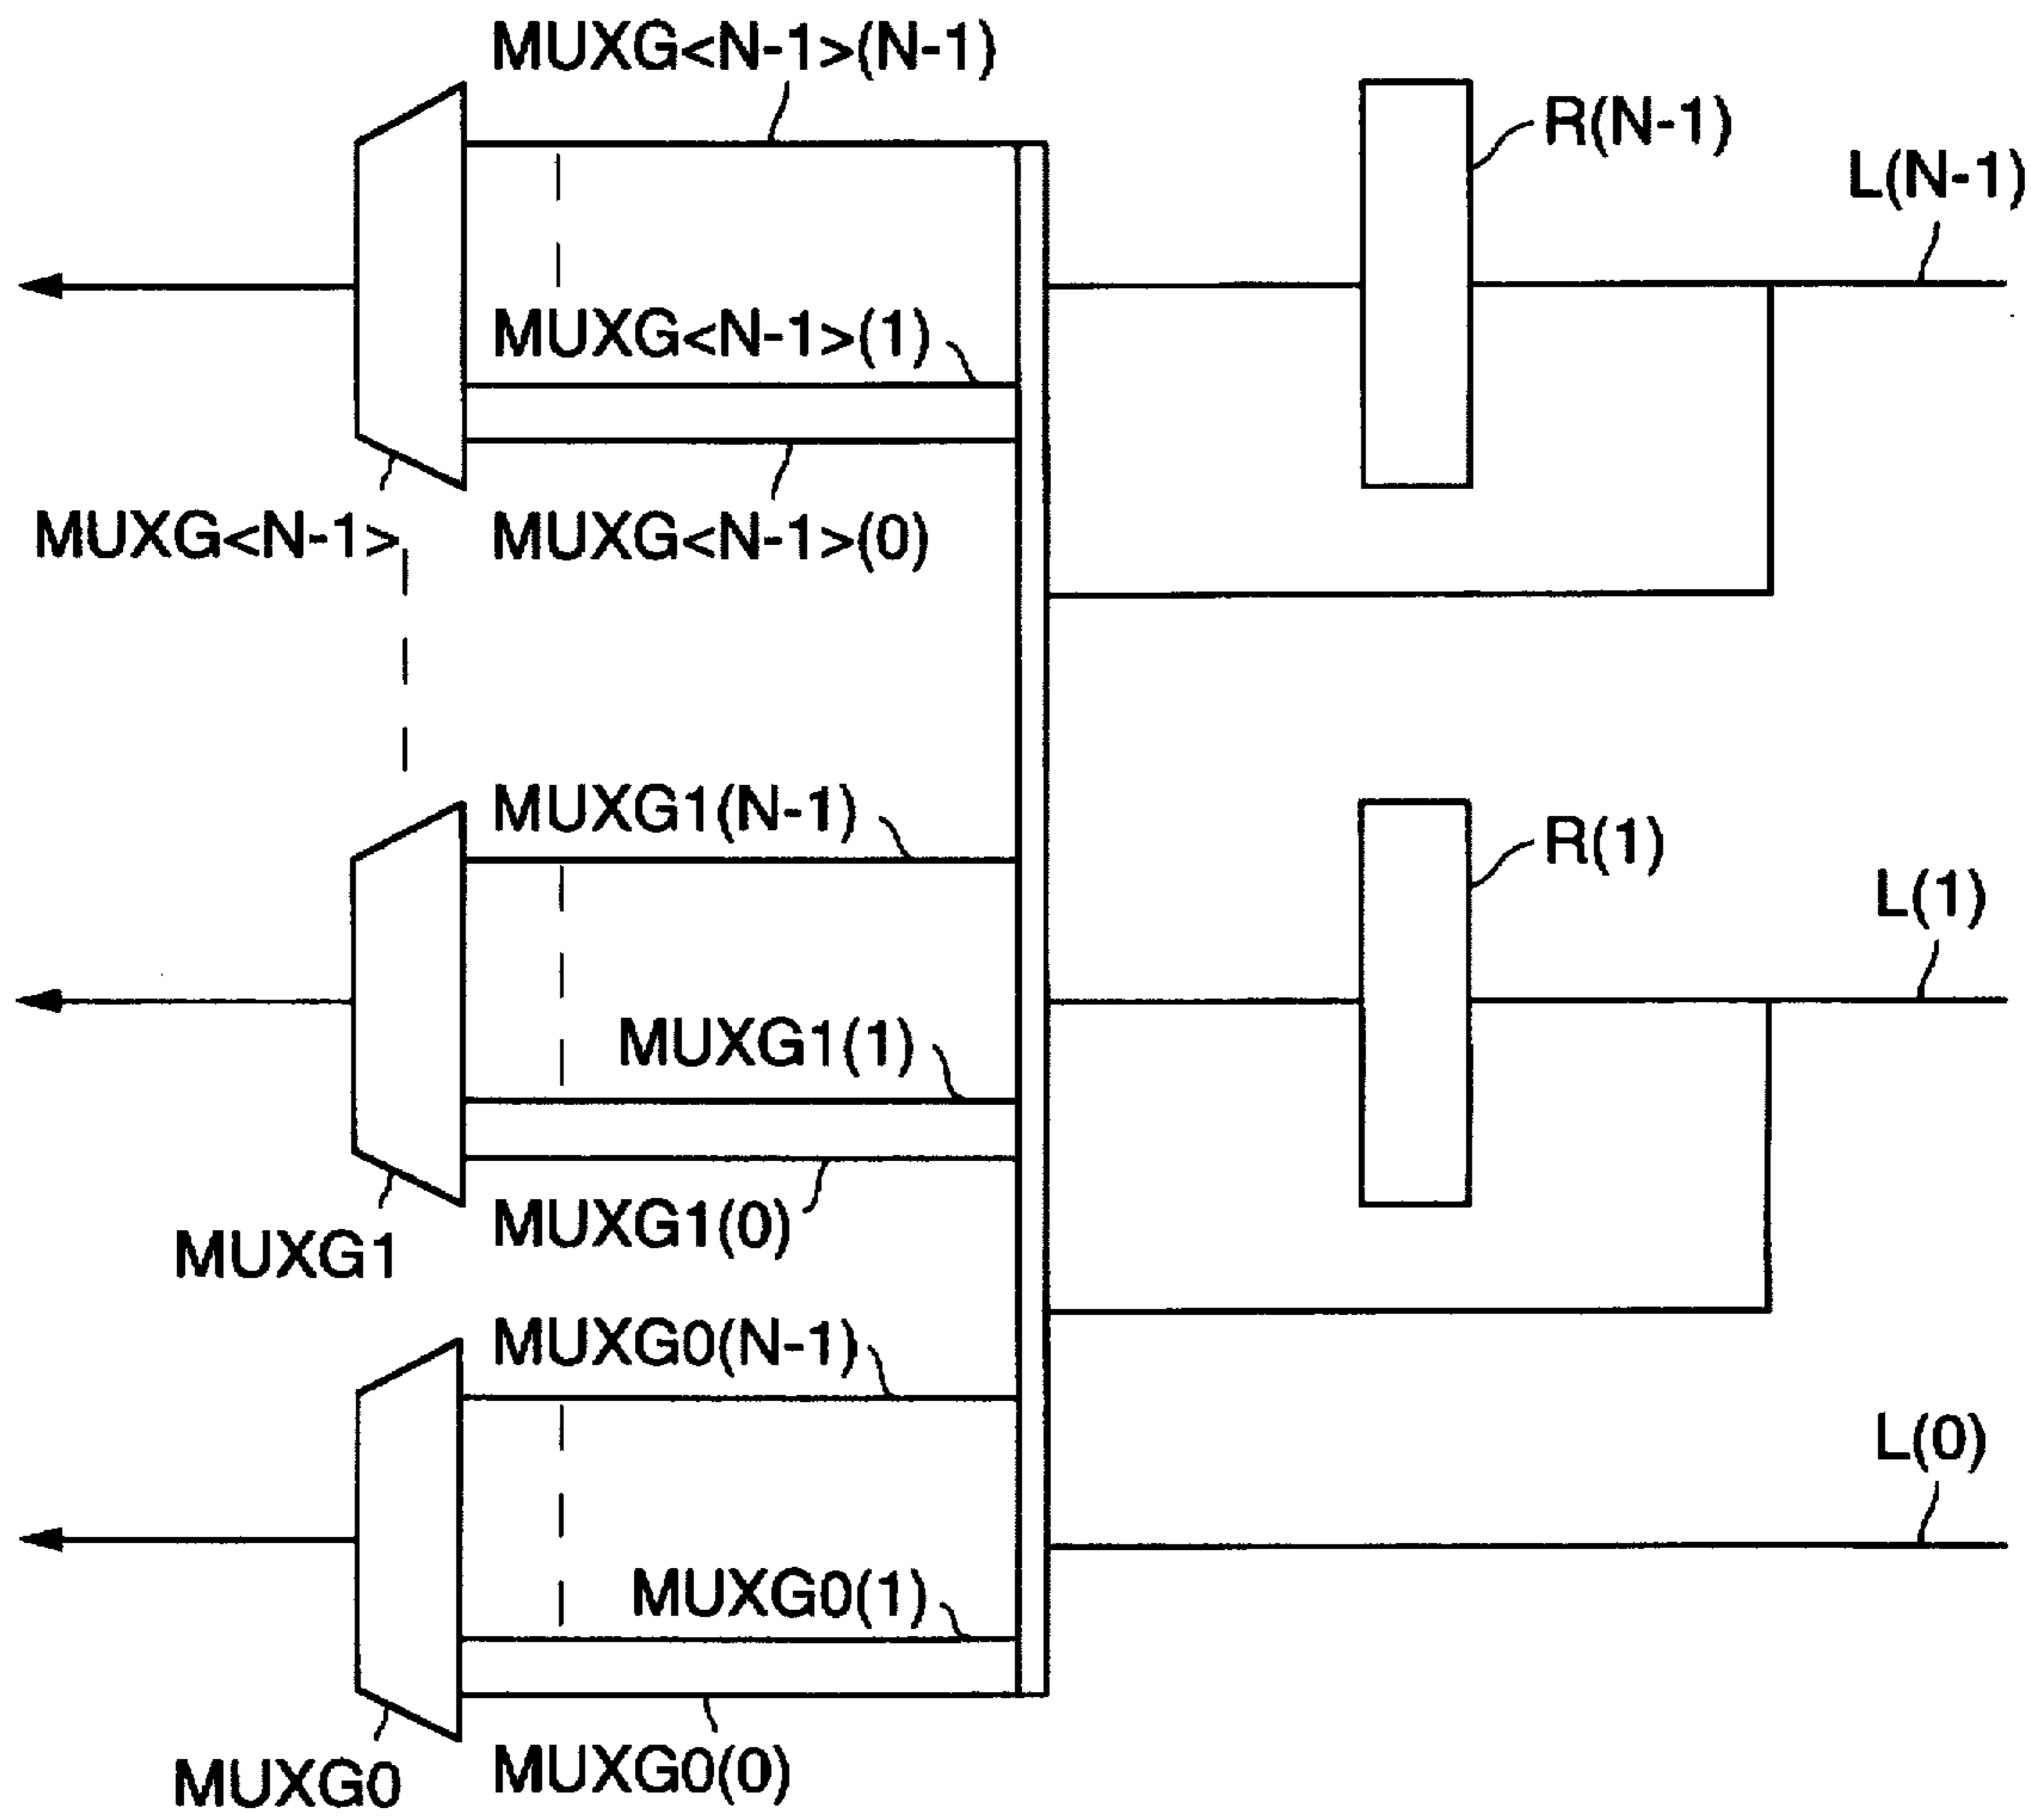 MUXG<N-1>(N-1)
R(N-1)
L(N-1)
MUXG<N-1>(1)
MUXG<N-1>
MUXG<N-1>(0)
MUXG1(N-1)
R(1)
L(1)
MUXG1(1)
MUXG1(0)
MUXG1
MUXG0(N-1)
L(0)
MUXG0(1)
MUXG0(0)
MUXG0